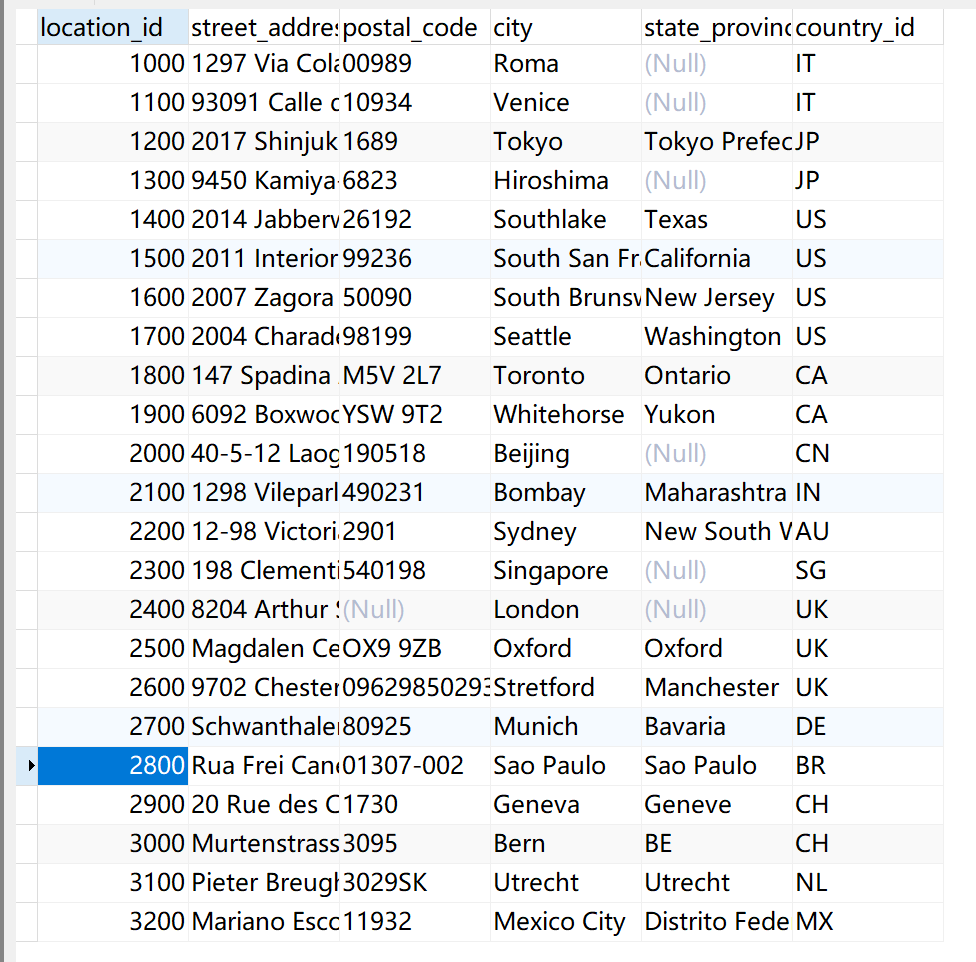 location_id street_addres postal_code city state_provinc country_id
1000 1297 Via Cola 00989 Roma (Null) IT
1100 93091 Calle c 10934 Venice (Null) IT
1200 2017 Shinjuk 1689 Tokyo Tokyo Prefec JP
1300 9450 Kamiya- 6823 Hiroshima (Null) JP
1400 2014 Jabberw 26192 Southlake Texas US
1500 2011 Interior 99236 South San Fr California US
1600 2007 Zagora 50090 South Brunsw New Jersey US
1700 2004 Charade 98199 Seattle Washington US
1800 147 Spadina M5V 2L7 Toronto Ontario CA
1900 6092 Boxwoo YSW 9T2 Whitehorse Yukon CA
2000 40-5-12 Laog 190518 Beijing (Null) CN
2100 1298 Vileparl 490231 Bombay Maharashtra IN
2200 12-98 Victori 2901 Sydney New South W AU
2300 198 Clementi 540198 Singapore (Null) SG
2400 8204 Arthur S (Null) London (Null) UK
2500 Magdalen Ce OX9 9ZB Oxford Oxford UK
2600 9702 Chester 09629850293 Stretford Manchester UK
2700 Schwanthaler 80925 Munich Bavaria DE
2800 Rua Frei Cane 01307-002 Sao Paulo Sao Paulo BR
2900 20 Rue des C 1730 Geneva Geneve CH
3000 Murtenstrass 3095 Bern BE CH
3100 Pieter Breugh 3029SK Utrecht Utrecht NL
3200 Mariano Esco 11932 Mexico City Distrito Fede MX